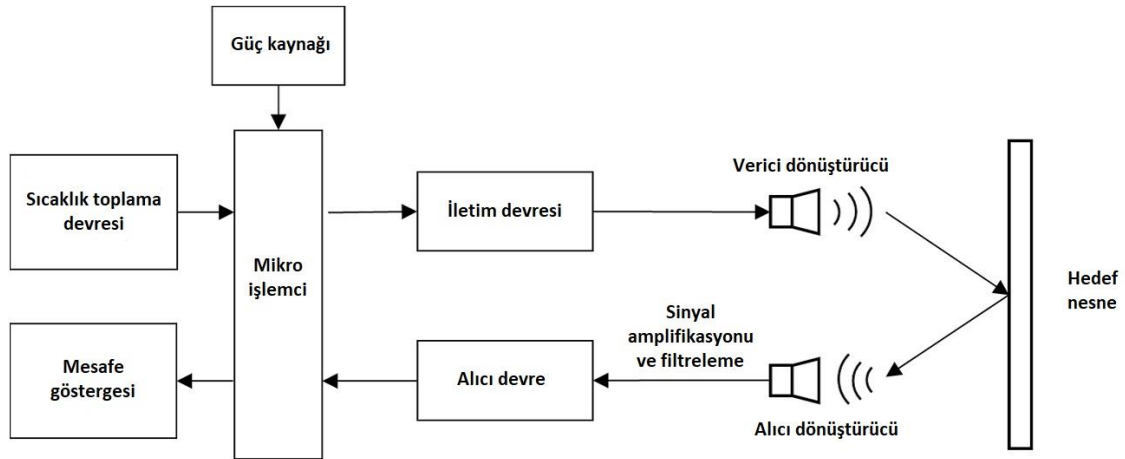 Güç kaynağı
Sıcaklık toplama
devresi
Mikro
işlemci
İletim devresi
Verici dönüştürücü
Hedef
nesne
Mesafe
göstergesi
Alıcı devre
Sinyal
amplifikasyonu
ve filtreleme
Alıcı dönüştürücü